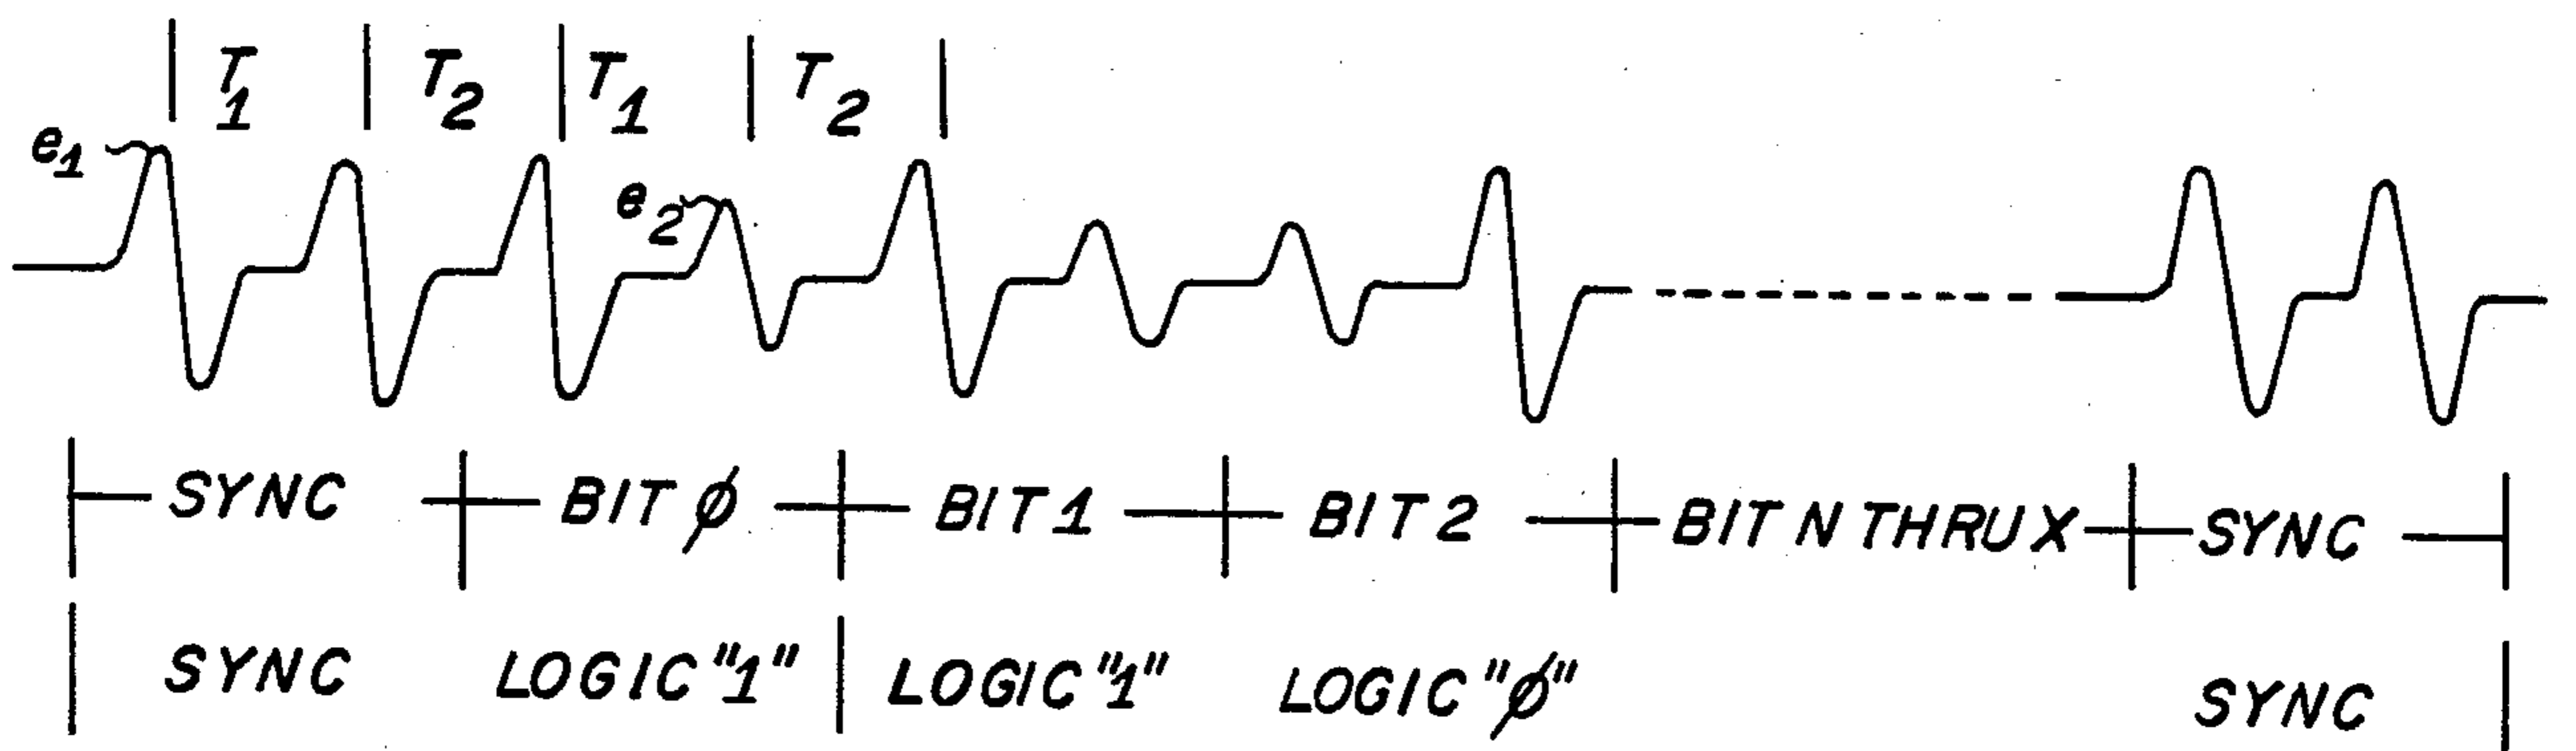 T1 T2 T1 T2
e1
e2
SYNC BIT Ø BIT 1 BIT 2 BIT N THRU X SYNC
SYNC LOGIC "1" LOGIC "1" LOGIC "Ø" SYNC